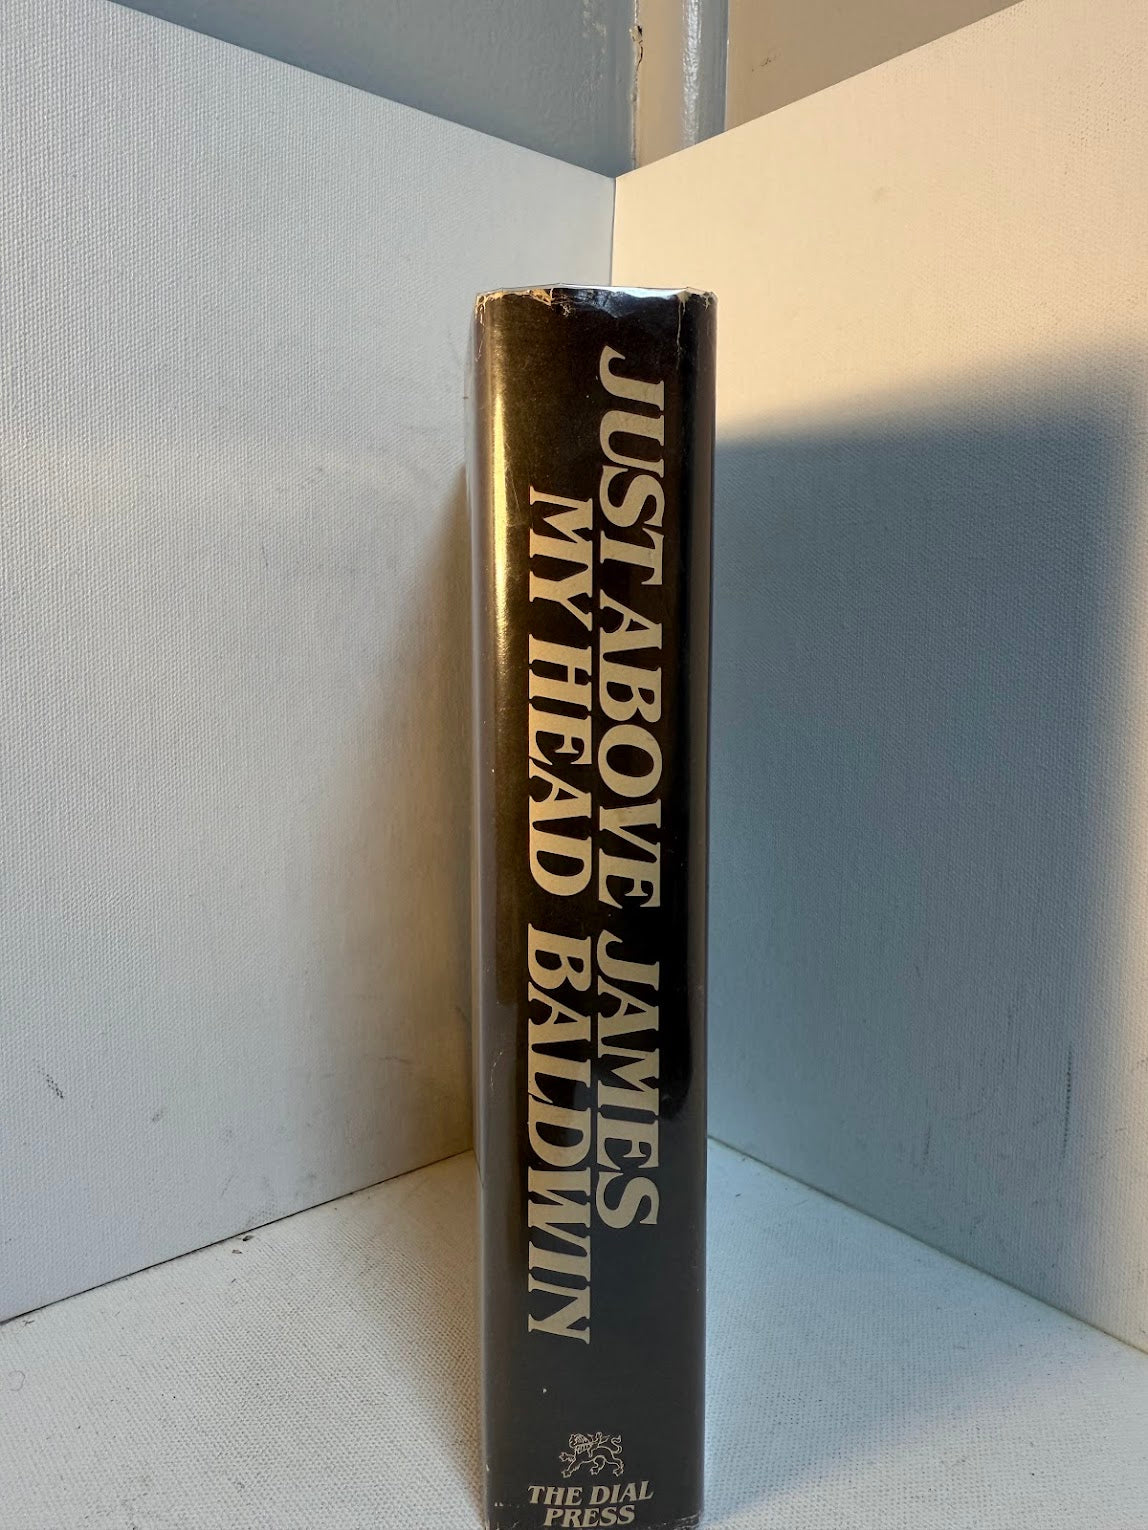 JUST ABOVE
MY HEAD
JAMES
BALDWIN
THE DIAL
PRESS